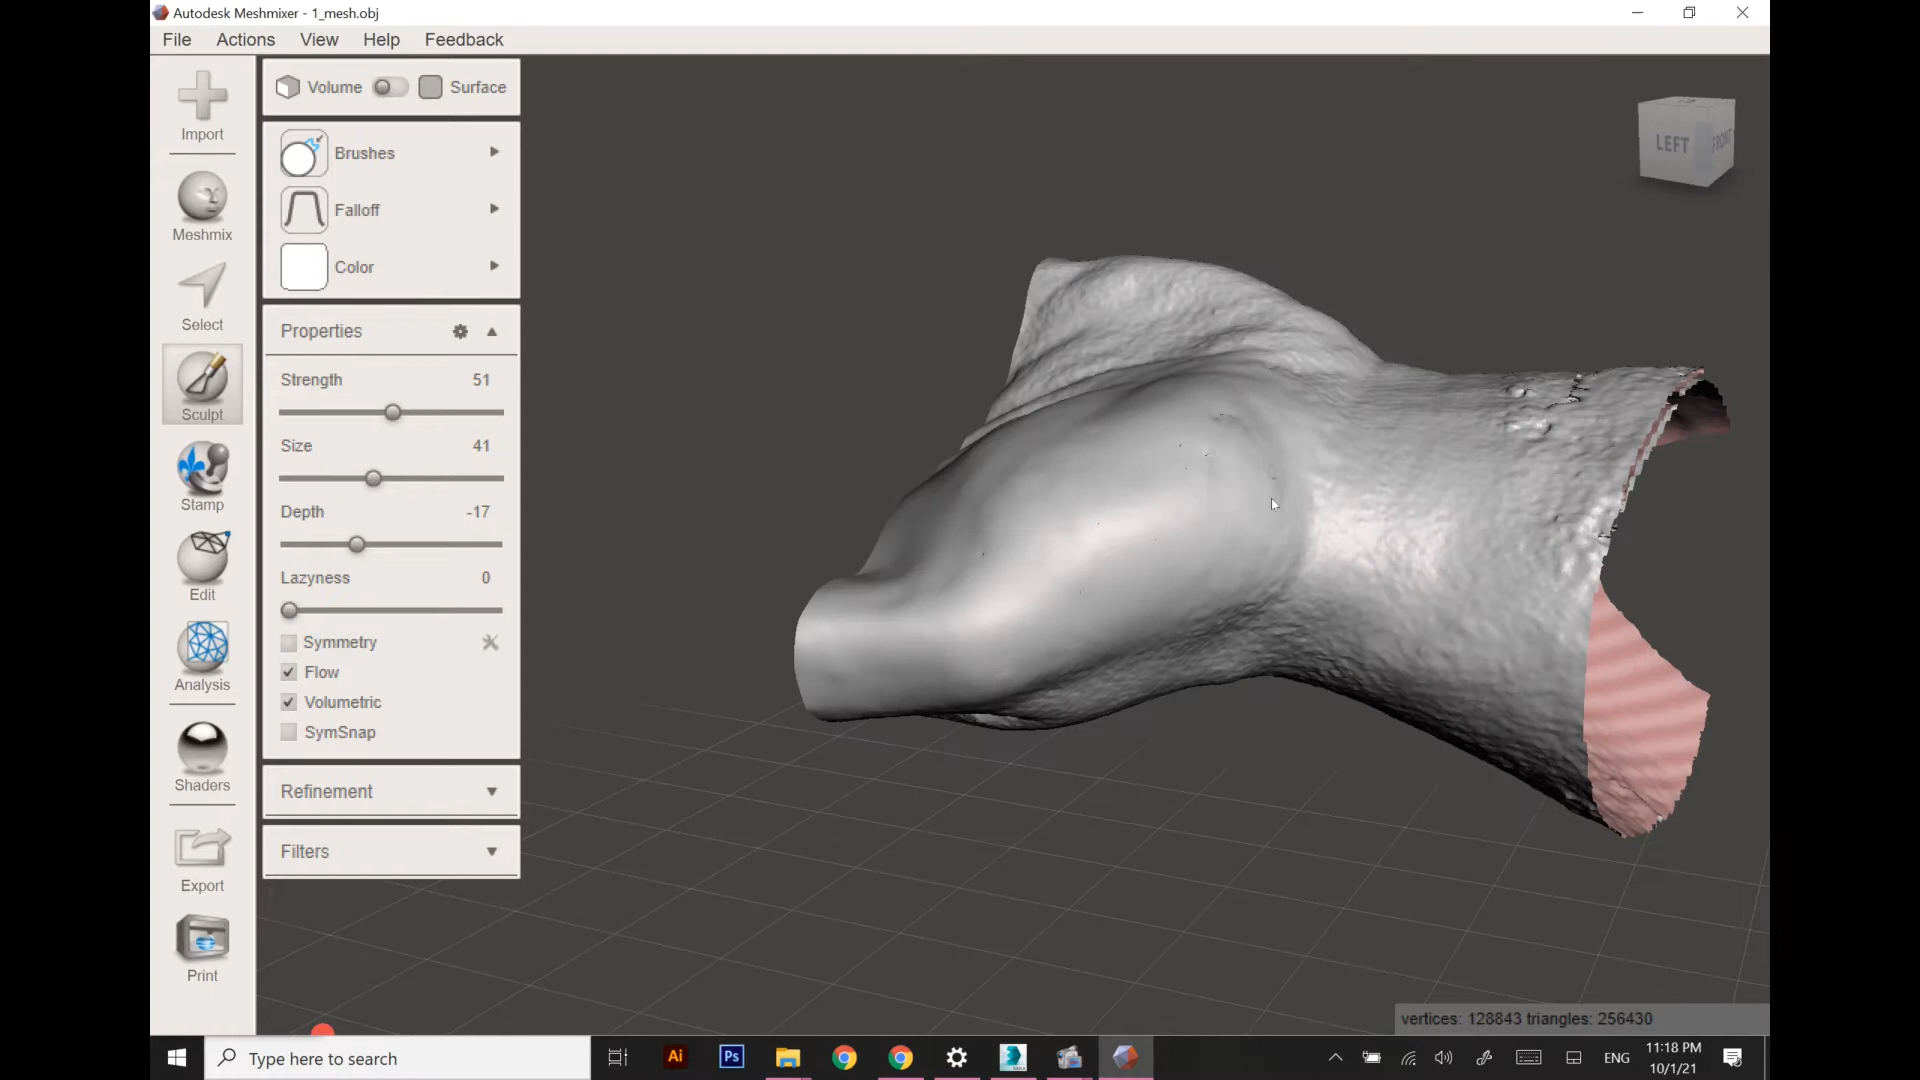 Autodesk Meshmixer - 1_mesh.obj
File Actions View Help Feedback
Import
Meshmix
Select
Sculpt
Stamp
Edit
Analysis
Shaders
Export
Print
Volume Surface
Brushes
Falloff
Color
Properties
Strength 51
Size 41
Depth -17
Lazyness 0
Symmetry
Flow
Volumetric
SymSnap
Refinement
Filters
LEFT FRONT
vertices: 128843 triangles: 256430
Type here to search
Ai
Ps
ENG
11:18 PM
10/1/21